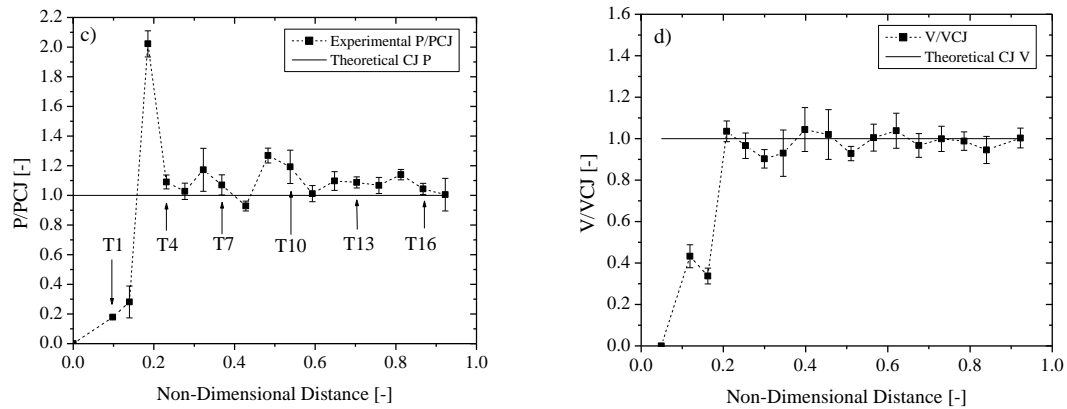 c)
Experimental P/PCJ
Theoretical CJ P
2.2
2.0
1.8
1.6
1.4
1.2
1.0
0.8
0.6
0.4
0.2
0.0
P/PCJ [-]
T1
T4
T7
T10
T13
T16
0.0 0.2 0.4 0.6 0.8 1.0
Non-Dimensional Distance [-]
d)
V/VCJ
Theoretical CJ V
1.6
1.4
1.2
1.0
0.8
0.6
0.4
0.2
0.0
V/VCJ [-]
0.0 0.2 0.4 0.6 0.8 1.0
Non-Dimensional Distance [-]